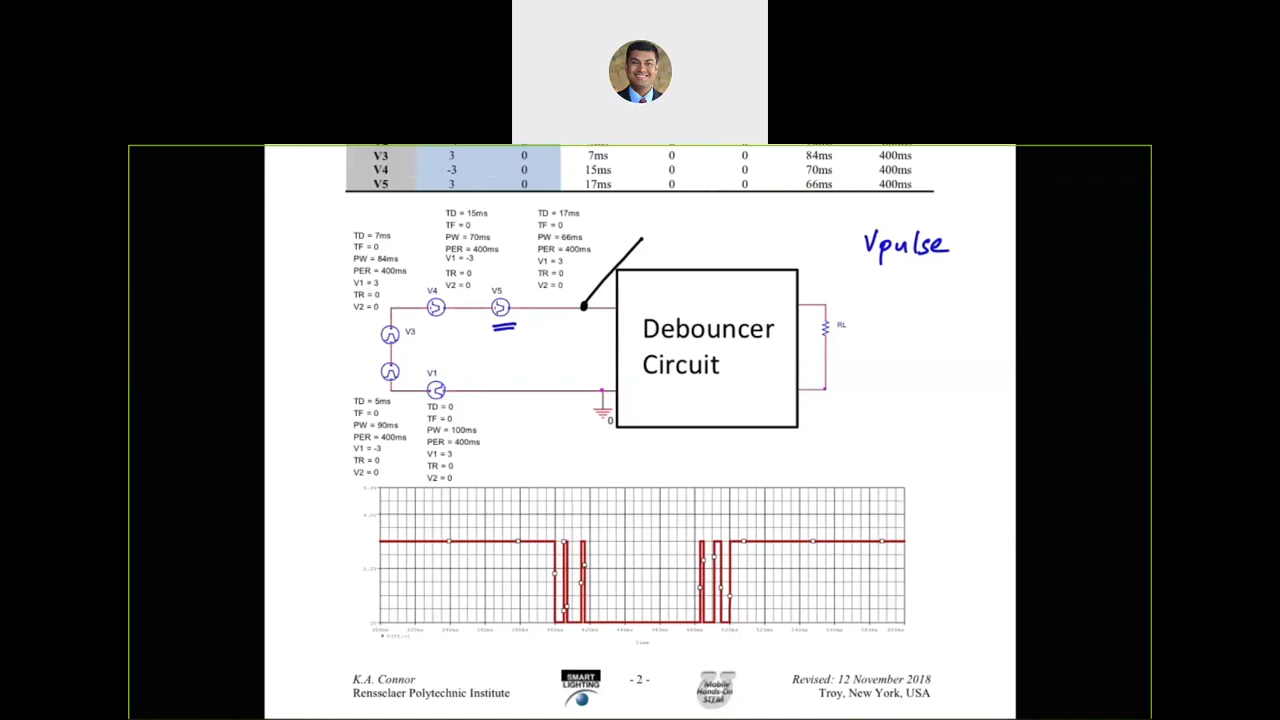 V3 3 0 7ms 0 0 84ms 400ms
V4 -3 0 15ms 0 0 70ms 400ms
V5 3 0 17ms 0 0 66ms 400ms
TD = 15ms
TF = 0
PW = 70ms
PER = 400ms
V1 = -3
TR = 0
V2 = 0
TD = 17ms
TF = 0
PW = 66ms
PER = 400ms
V1 = 3
TR = 0
V2 = 0
Vpulse
TD = 7ms
TF = 0
PW = 84ms
PER = 400ms
V1 = 3
TR = 0
V2 = 0
V4
V5
V3
Debouncer
Circuit
RL
V1
0
TD = 5ms
TF = 0
PW = 90ms
PER = 400ms
V1 = -3
TR = 0
V2 = 0
TD = 0
TF = 0
PW = 100ms
PER = 400ms
V1 = 3
TR = 0
V2 = 0
Time
K.A. Connor
Rensselaer Polytechnic Institute
SMART
LIGHTING
- 2 -
Mobile
Hands-On
STEM
Revised: 12 November 2018
Troy, New York, USA